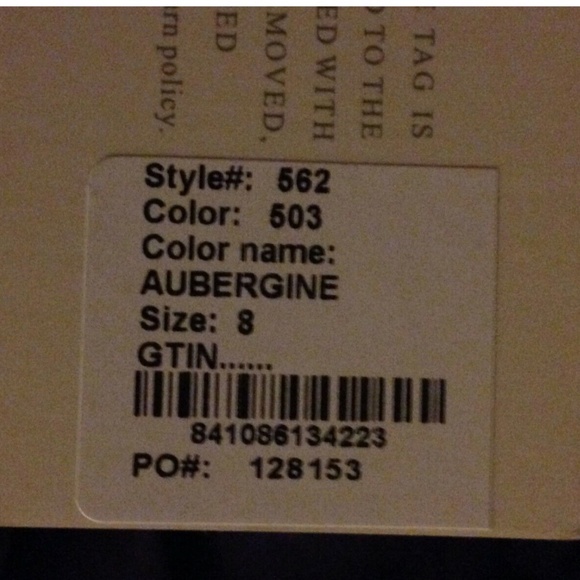 TAG IS
TO THE
ED WITH
MOVED,
ED
rn policy.
Style#: 562
Color: 503
Color name:
AUBERGINE
Size: 8
GTIN......
841086134223
PO#: 128153